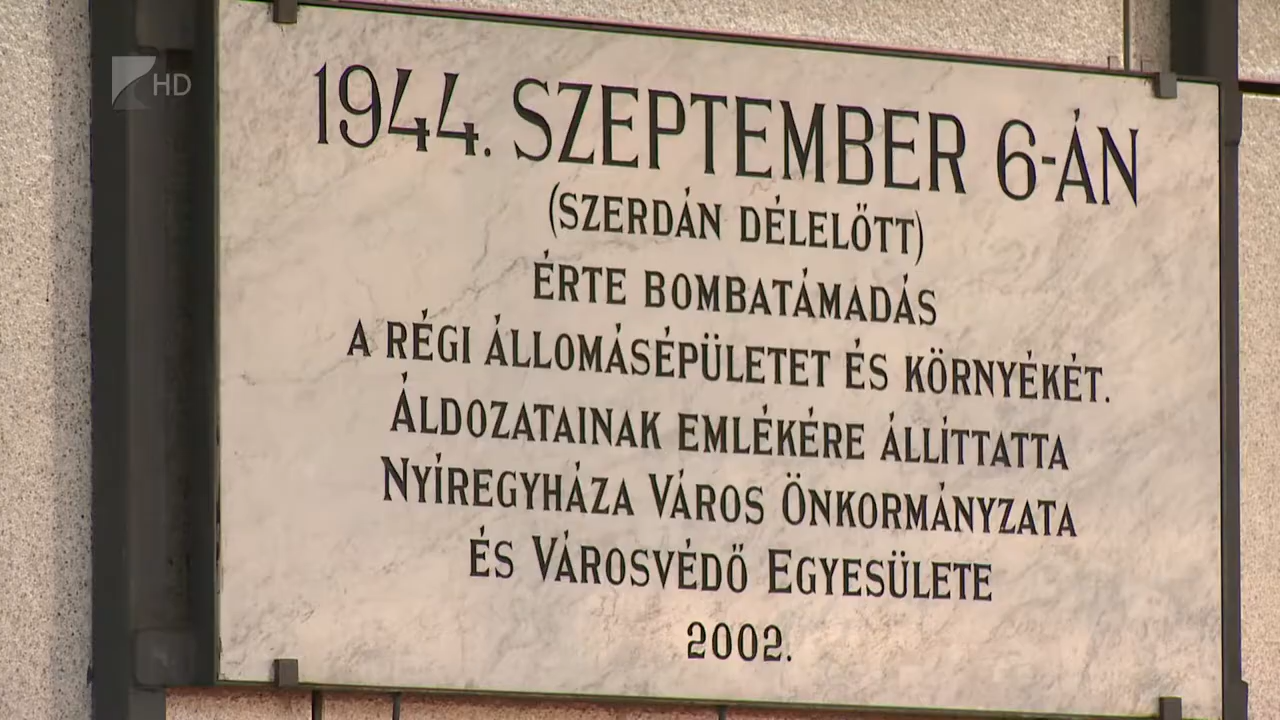 HD
1944. SZEPTEMBER 6-ÁN
(SZERDÁN DÉLELŐTT)
ÉRTE BOMBATÁMADÁS
A RÉGI ÁLLOMÁSÉPÜLETET ÉS KÖRNYÉKÉT.
ÁLDOZATAINAK EMLÉKÉRE ÁLLÍTTATTA
NYÍREGYHÁZA VÁROS ÖNKORMÁNYZATA
ÉS VÁROSVÉDŐ EGYESÜLETE
2002.